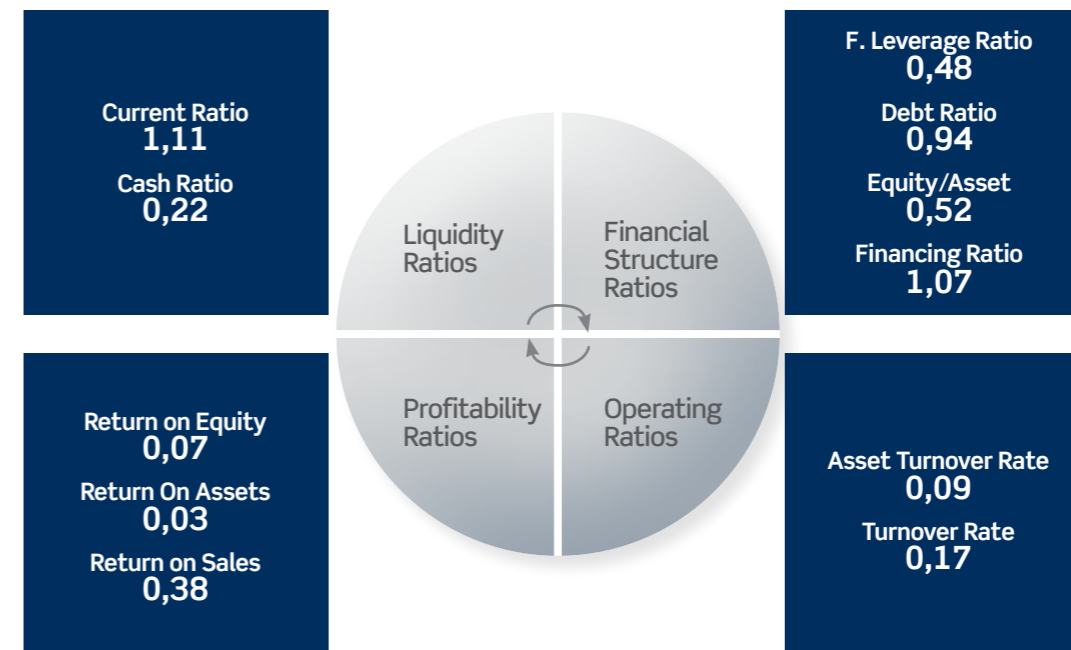 Current Ratio
1,11
Cash Ratio
0,22
F. Leverage Ratio
0,48
Debt Ratio
0,94
Equity/Asset
0,52
Financing Ratio
1,07
Liquidity
Ratios
Financial
Structure
Ratios
Profitability
Ratios
Operating
Ratios
Return on Equity
0,07
Return On Assets
0,03
Return on Sales
0,38
Asset Turnover Rate
0,09
Turnover Rate
0,17